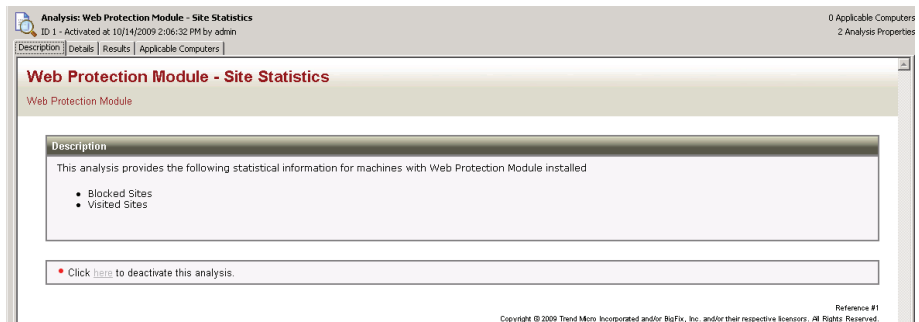 Analysis: Web Protection Module - Site Statistics
0 Applicable Computers
ID 1 - Activated at 10/14/2009 2:06:32 PM by admin
2 Analysis Properties
Description Details Results Applicable Computers
Web Protection Module - Site Statistics
Web Protection Module
Description
This analysis provides the following statistical information for machines with Web Protection Module installed
• Blocked Sites
• Visited Sites
• Click here to deactivate this analysis.
Reference #1
Copyright © 2009 Trend Micro Incorporated and/or BigFix, Inc. and/or their respective licensors. All Rights Reserved.